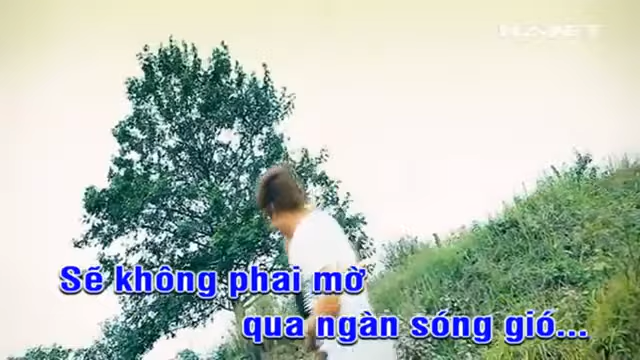 Sẽ không phai mờ
qua ngàn sóng gió...